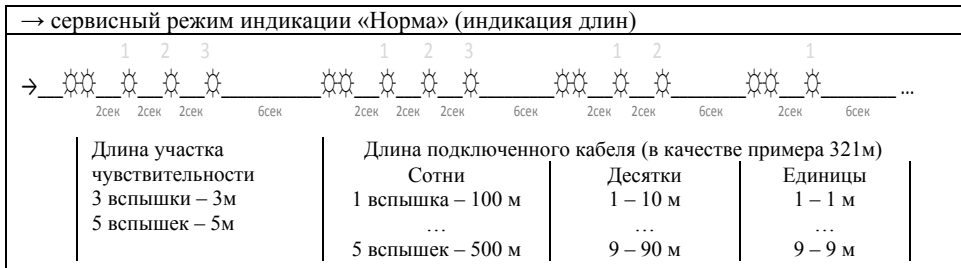 → сервисный режим индикации «Норма» (индикация длин)
1 2 3 1 2 3 1 2 1
→ ...
2сек 2сек 2сек 6сек 2сек 2сек 2сек 6сек 2сек 2сек 6сек 2сек 6сек
Длина участка
чувствительности
3 вспышки – 3м
5 вспышек – 5м
Длина подключенного кабеля (в качестве примера 321м)
Сотни
1 вспышка – 100 м
…
5 вспышек – 500 м
Десятки
1 – 10 м
…
9 – 90 м
Единицы
1 – 1 м
…
9 – 9 м